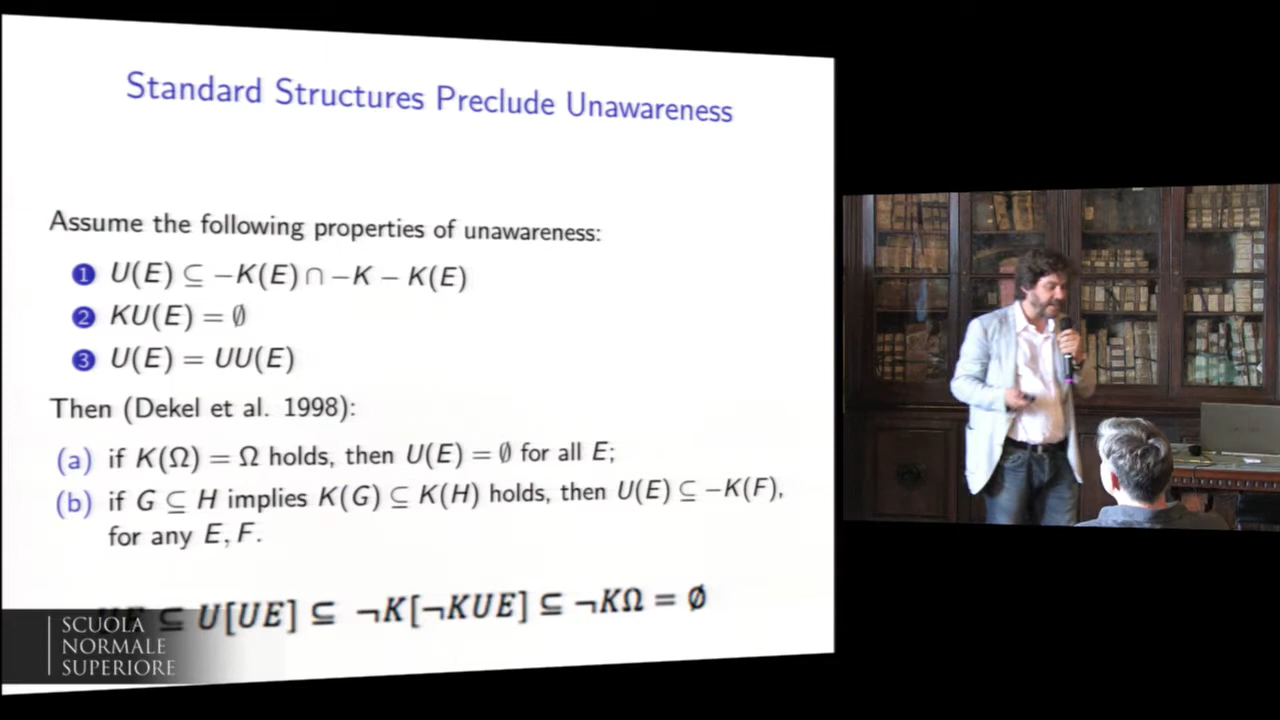 Standard Structures Preclude Unawareness
Assume the following properties of unawareness:
1 U(E) ⊆ −K(E) ∩ −K − K(E)
2 KU(E) = ∅
3 U(E) = UU(E)
Then (Dekel et al. 1998):
(a) if K(Ω) = Ω holds, then U(E) = ∅ for all E;
(b) if G ⊆ H implies K(G) ⊆ K(H) holds, then U(E) ⊆ −K(F),
for any E, F.
⊆ U[UE] ⊆ ¬K[¬KUE] ⊆ ¬KΩ = ∅
SCUOLA
NORMALE
SUPERIORE